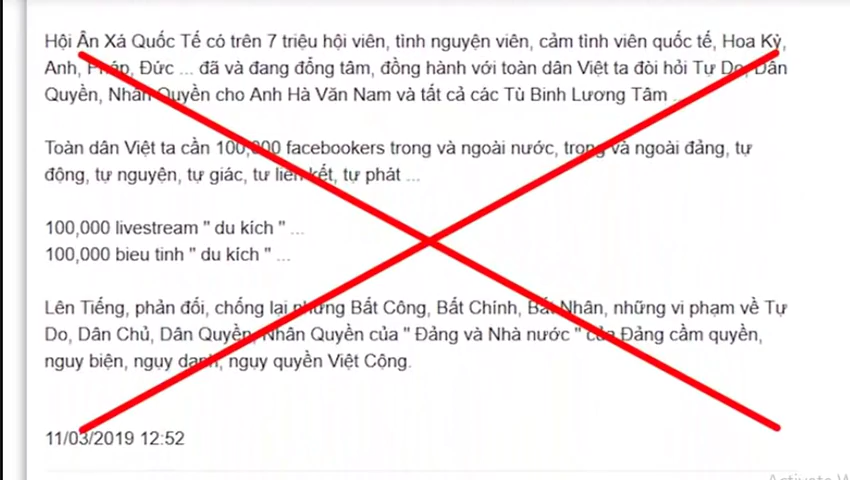 Hội Ân Xá Quốc Tế có trên 7 triệu hội viên, tình nguyện viên, cảm tình viên quốc tế, Hoa Kỳ,
Anh, Pháp, Đức ... đã và đang đồng tâm, đồng hành với toàn dân Việt ta đòi hỏi Tự Do, Dân
Quyền, Nhân Quyền cho Anh Hà Văn Nam và tất cả các Tù Binh Lương Tâm ...
Toàn dân Việt ta cần 100,000 facebookers trong và ngoài nước, trong và ngoài đảng, tự
động, tự nguyện, tự giác, tư liên kết, tự phát ...
100,000 livestream " du kích " ...
100,000 bieu tinh " du kích " ...
Lên Tiếng, phản đối, chống lại những Bất Công, Bất Chính, Bất Nhân, những vi phạm về Tự
Do, Dân Chủ, Dân Quyền, Nhân Quyền của " Đảng và Nhà nước " của Đảng cầm quyền,
nguy biện, ngụy danh, ngụy quyền Việt Cộng.
11/03/2019 12:52